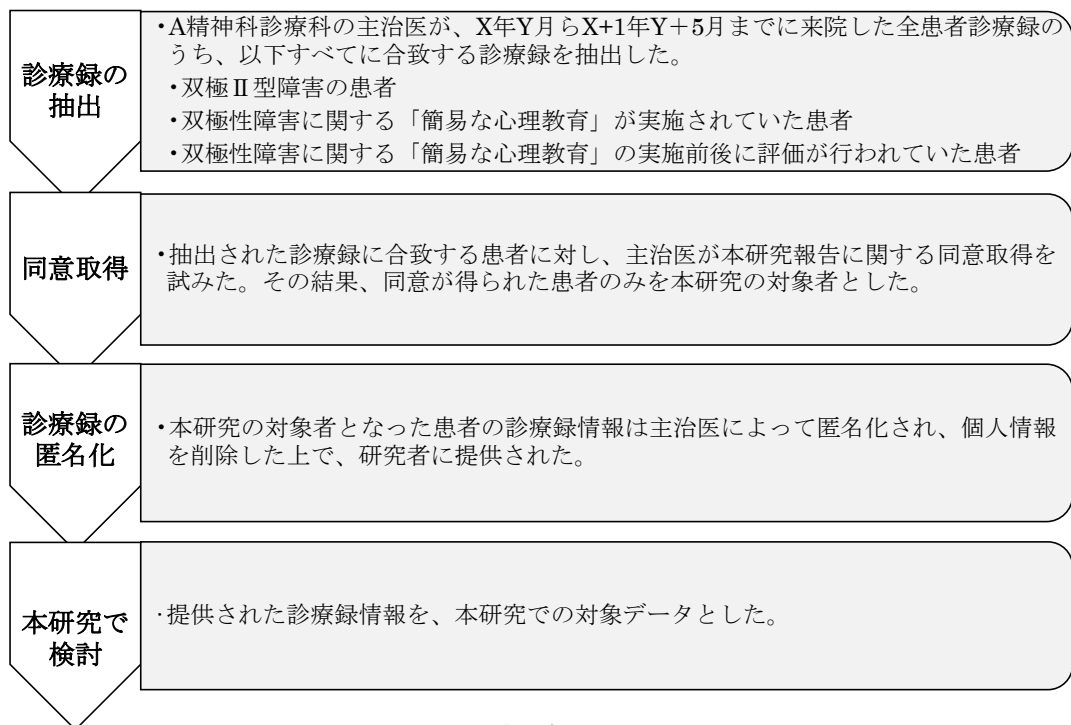 診療録の
抽出
・A精神科診療科の主治医が、X年Y月らX+1年Y＋5月までに来院した全患者診療録の
うち、以下すべてに合致する診療録を抽出した。
・双極Ⅱ型障害の患者
・双極性障害に関する「簡易な心理教育」が実施されていた患者
・双極性障害に関する「簡易な心理教育」の実施前後に評価が行われていた患者
同意取得
・抽出された診療録に合致する患者に対し、主治医が本研究報告に関する同意取得を
試みた。その結果、同意が得られた患者のみを本研究の対象者とした。
診療録の
匿名化
・本研究の対象者となった患者の診療録情報は主治医によって匿名化され、個人情報
を削除した上で、研究者に提供された。
本研究で
検討
・提供された診療録情報を、本研究での対象データとした。